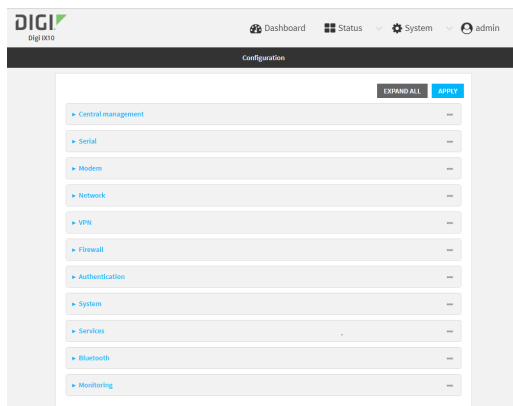 DIGI
Digi IX10
Dashboard Status System admin
Configuration
EXPAND ALL APPLY
Central management
Serial
Modem
Network
VPN
Firewall
Authentication
System
Services
Bluetooth
Monitoring